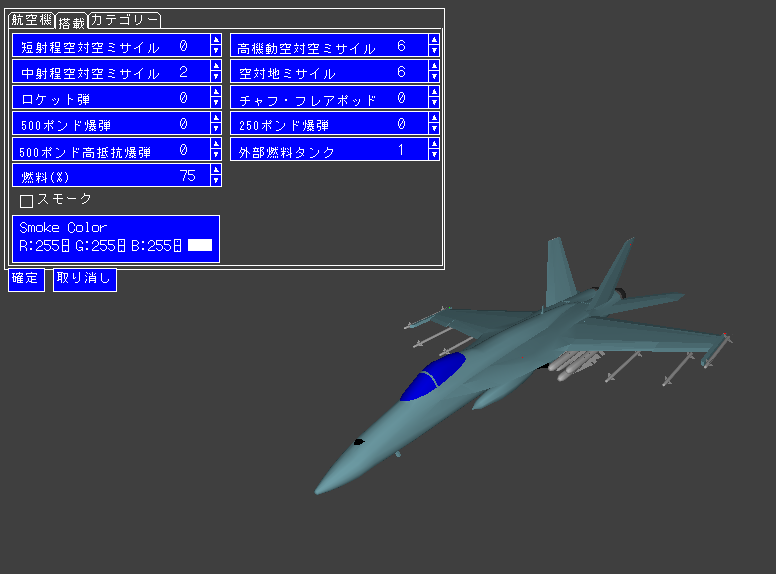 航空機 搭載 カテゴリー
短射程空対空ミサイル 0 高機動空対空ミサイル 6
中射程空対空ミサイル 2 空対地ミサイル 6
ロケット弾 0 チャフ・フレアポッド 0
500ポンド爆弾 0 250ポンド爆弾 0
500ポンド高抵抗爆弾 0 外部燃料タンク 1
燃料(%) 75
スモーク
Smoke Color
R:255 G:255 B:255
確定 取り消し